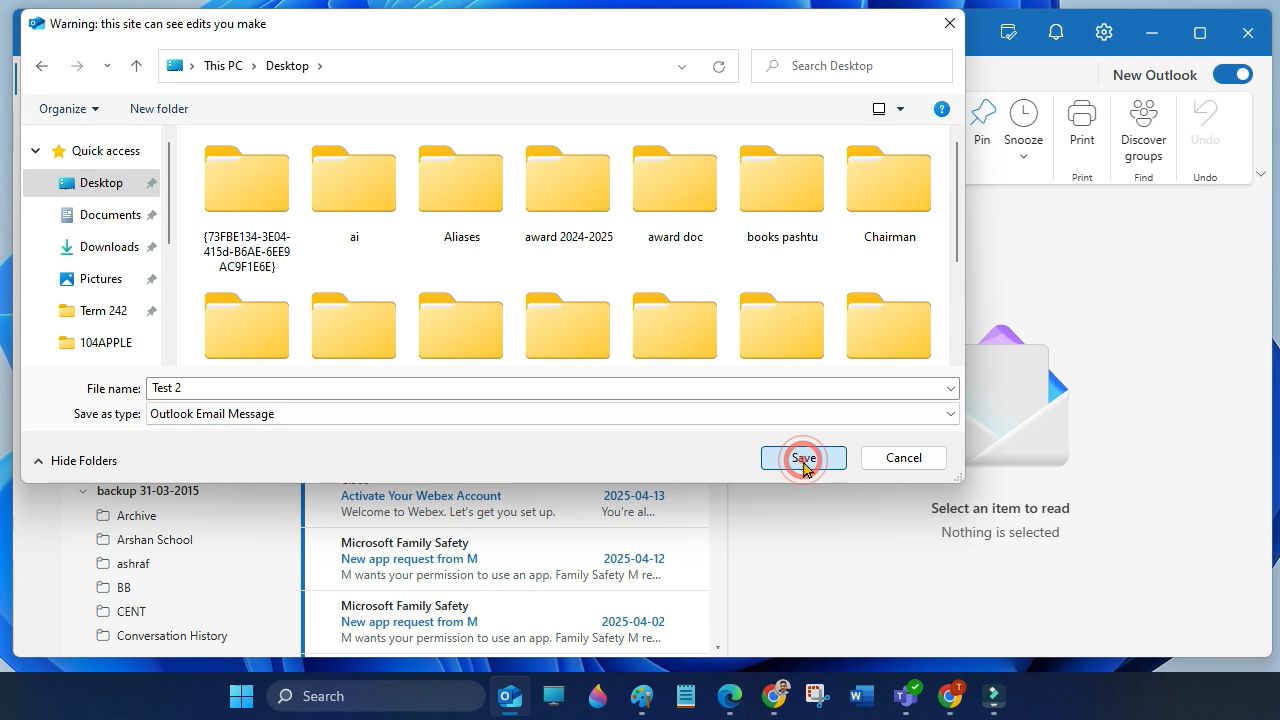 Warning: this site can see edits you make
This PC
Desktop
Search Desktop
New Outlook
Organize
New folder
Pin
Snooze
Print
Discover
groups
Undo
Print
Find
Undo
Quick access
Desktop
Documents
Downloads
Pictures
Term 242
104APPLE
{73FBE134-3E04-
415d-B6AE-6EE9
AC9F1E6E}
ai
Aliases
award 2024-2025
award doc
books pashtu
Chairman
File name: Test 2
Save as type: Outlook Email Message
Hide Folders
Save
Cancel
backup 31-03-2015
Archive
Arshan School
ashraf
BB
CENT
Conversation History
Activate Your Webex Account 2025-04-13
Welcome to Webex. Let's get you set up. You're al...
Microsoft Family Safety
New app request from M 2025-04-12
M wants your permission to use an app. Family Safety M re...
Microsoft Family Safety
New app request from M 2025-04-02
M wants your permission to use an app. Family Safety M re...
Select an item to read
Nothing is selected
Search